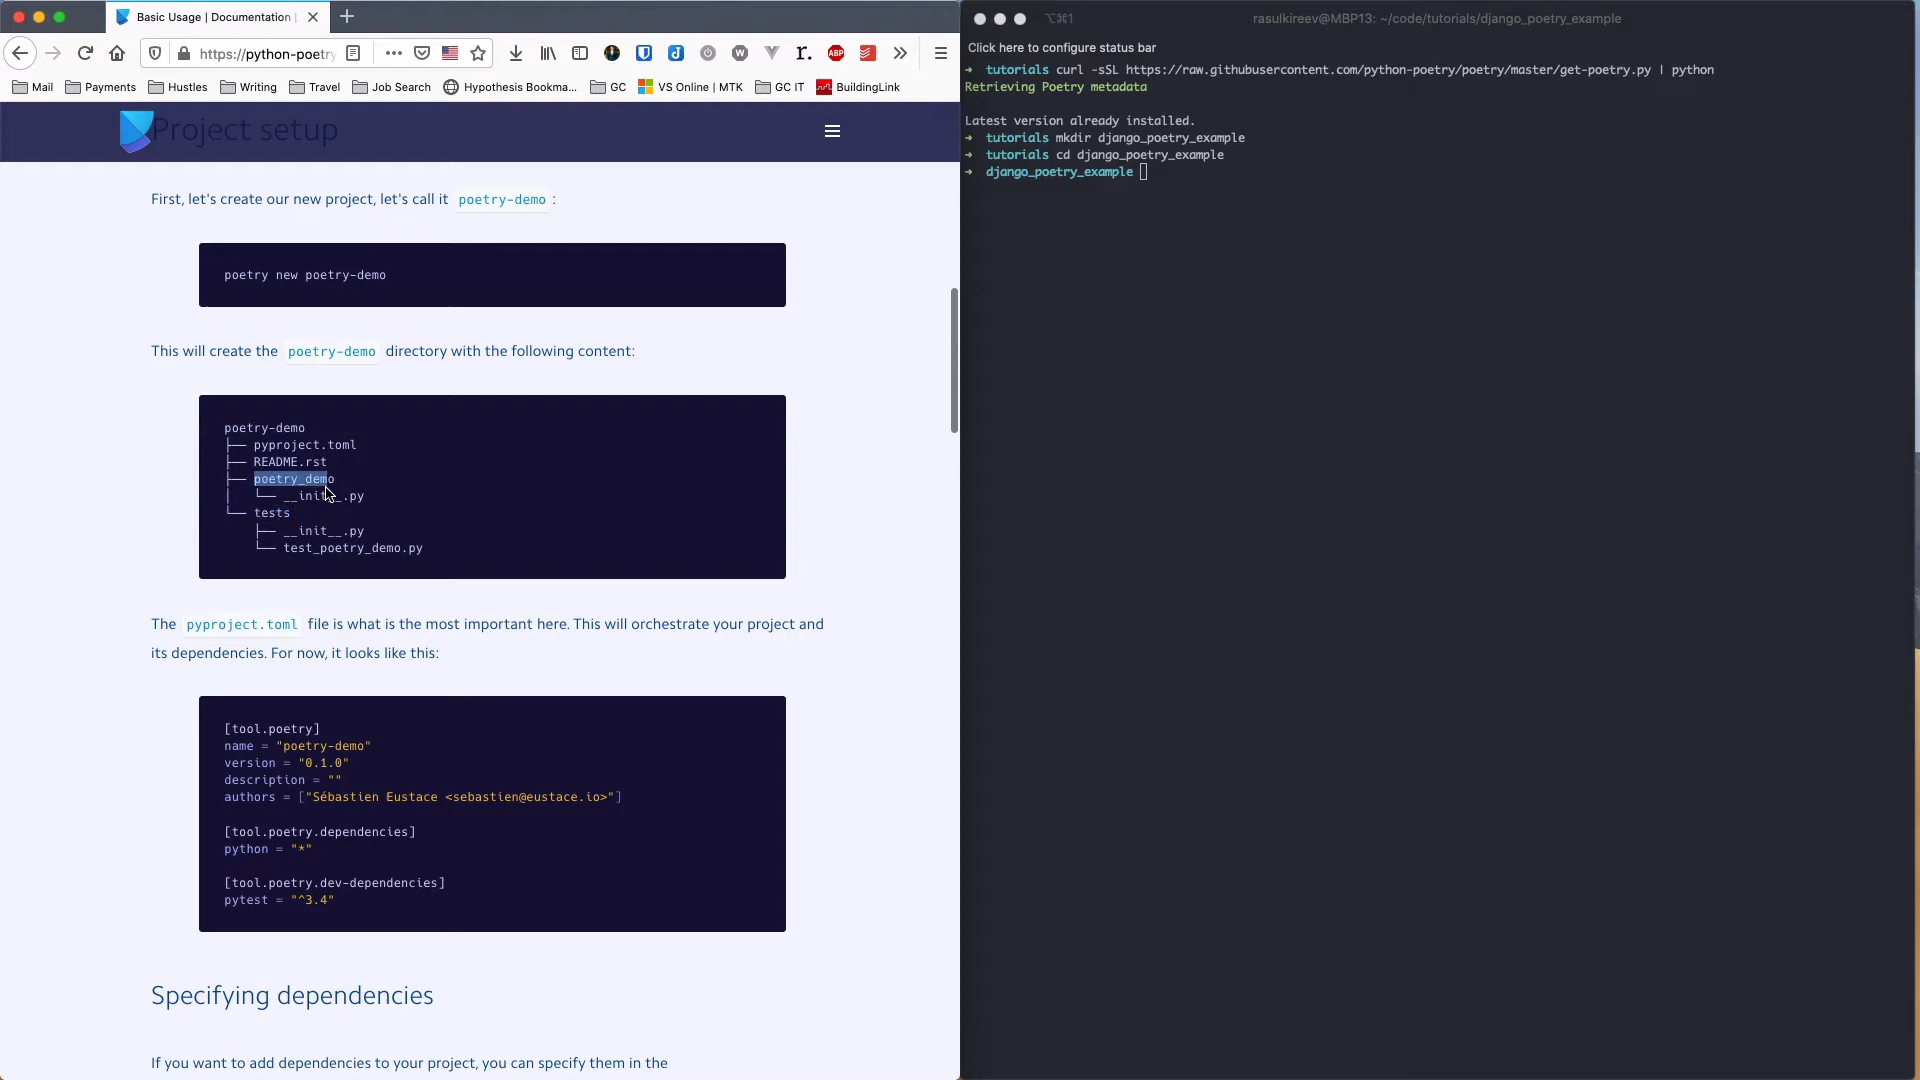 Basic Usage | Documentation |
https://python-poetry
Mail
Payments
Hustles
Writing
Travel
Job Search
Hypothesis Bookma...
GC
VS Online | MTK
GC IT
BuildingLink
Project setup
First, let's create our new project, let's call it poetry-demo :
poetry new poetry-demo
This will create the poetry-demo directory with the following content:
poetry-demo
├── pyproject.toml
├── README.rst
├── poetry_demo
│   └── __init__.py
└── tests
    ├── __init__.py
    └── test_poetry_demo.py
The pyproject.toml file is what is the most important here. This will orchestrate your project and
its dependencies. For now, it looks like this:
[tool.poetry]
name = "poetry-demo"
version = "0.1.0"
description = ""
authors = ["Sébastien Eustace <sebastien@eustace.io>"]
[tool.poetry.dependencies]
python = "*"
[tool.poetry.dev-dependencies]
pytest = "^3.4"
Specifying dependencies
If you want to add dependencies to your project, you can specify them in the
⌥⌘1
rasulkireev@MBP13: ~/code/tutorials/django_poetry_example
Click here to configure status bar
➜ tutorials curl -sSL https://raw.githubusercontent.com/python-poetry/poetry/master/get-poetry.py | python
Retrieving Poetry metadata
Latest version already installed.
➜ tutorials mkdir django_poetry_example
➜ tutorials cd django_poetry_example
➜ django_poetry_example